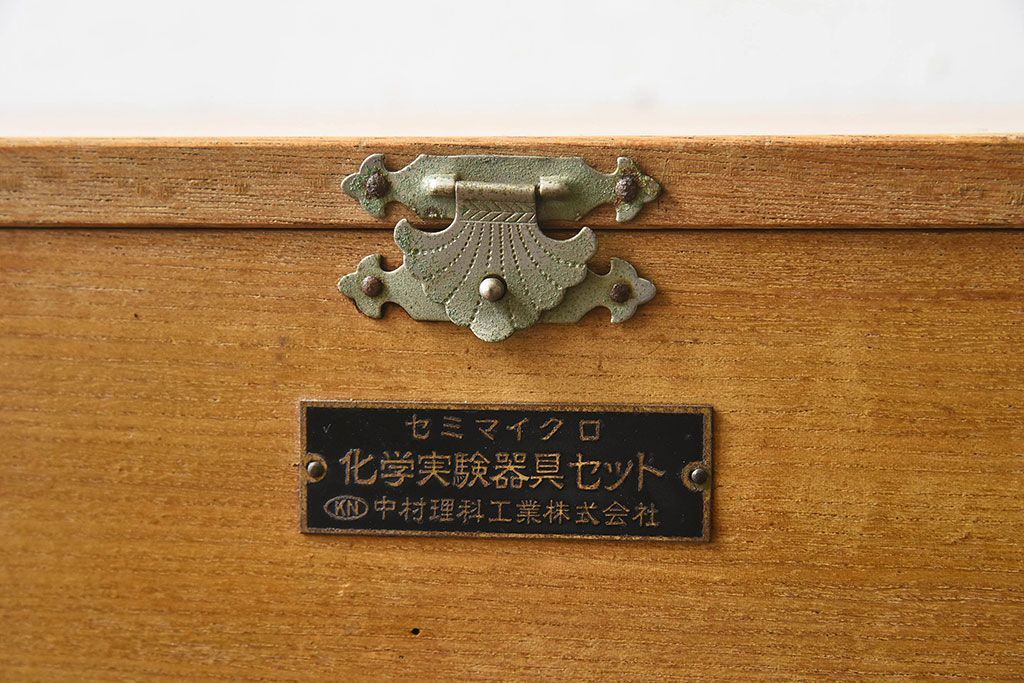 セミマイクロ
化学実験器具セット
KN 中村理科工業株式会社